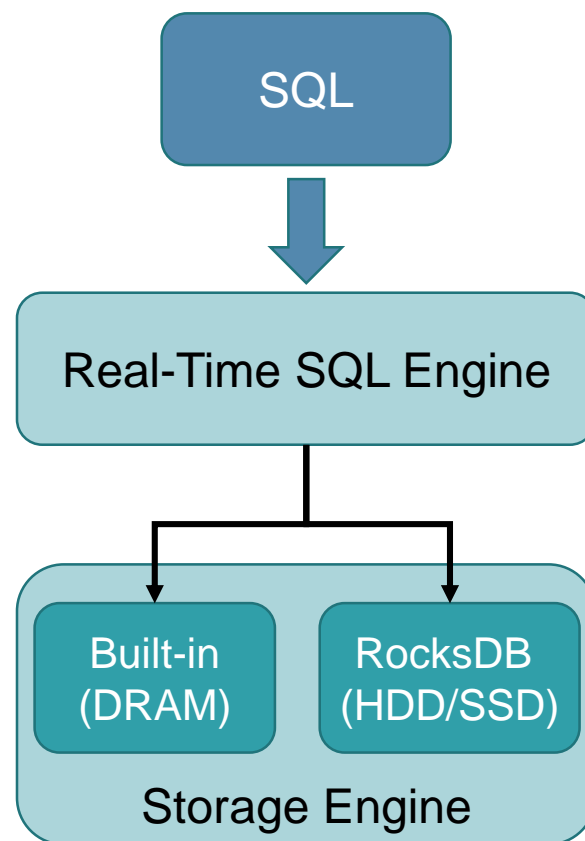 SQL
Real-Time SQL Engine
Built-in
(DRAM)
RocksDB
(HDD/SSD)
Storage Engine